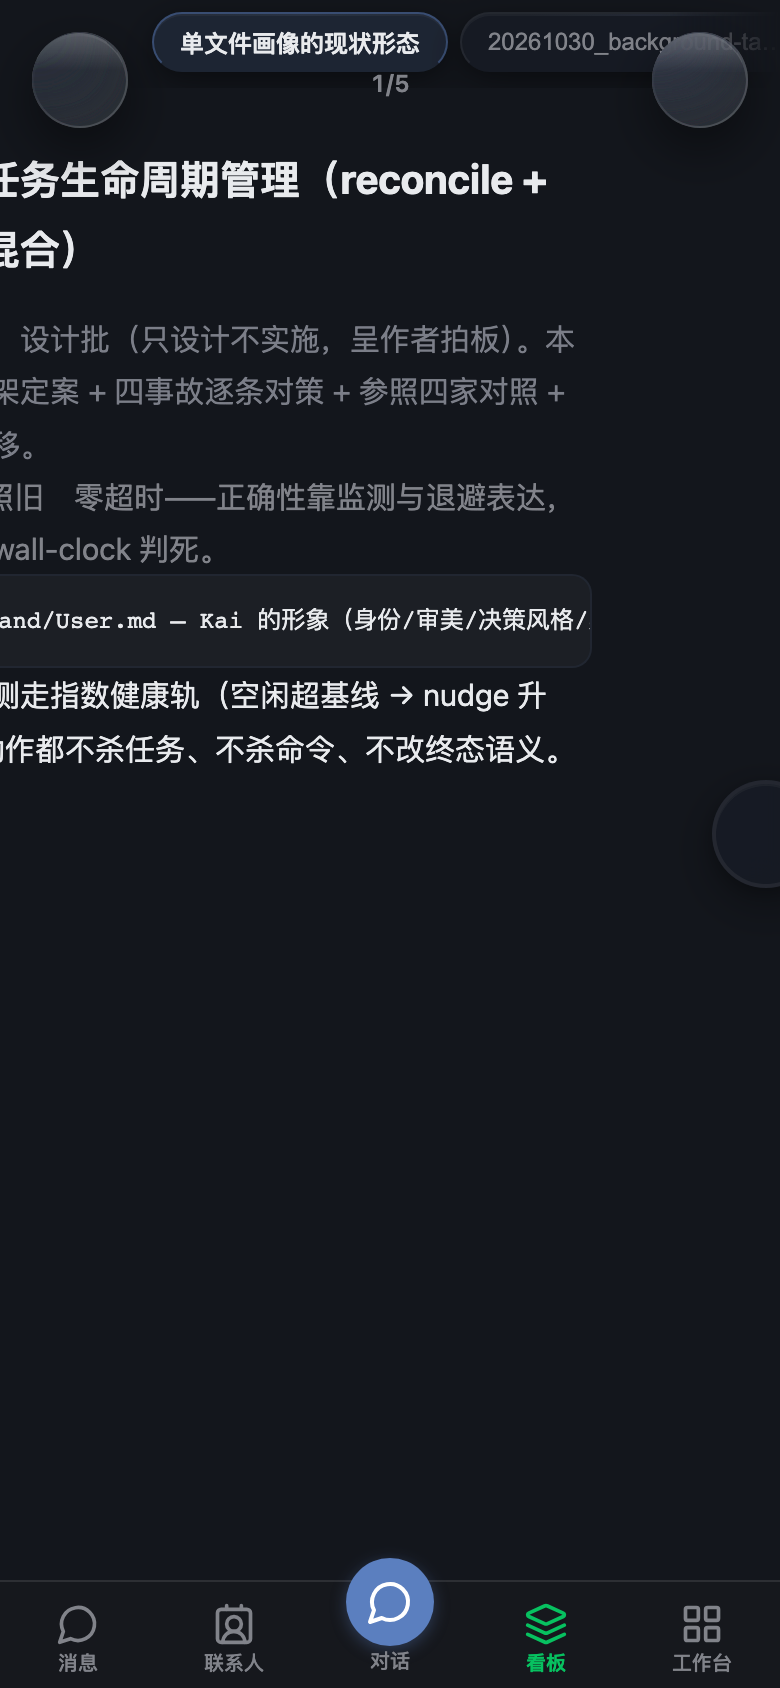 单文件画像的现状形态
20261030_background-ta...
1/5
任务生命周期管理（reconcile +
混合）
设计批（只设计不实施，呈作者拍板）。本
架定案 + 四事故逐条对策 + 参照四家对照 +
移。
照旧 零超时——正确性靠监测与退避表达，
wall-clock 判死。
and/User.md — Kai 的形象（身份/审美/决策风格/
测走指数健康轨（空闲超基线 → nudge 升
动作都不杀任务、不杀命令、不改终态语义。
消息
联系人
对话
看板
工作台